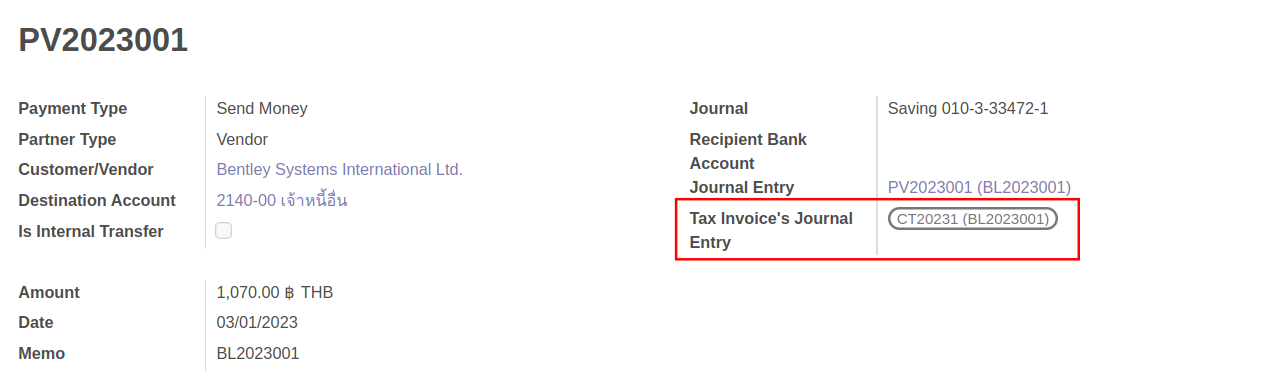 PV2023001
Payment Type Send Money
Partner Type Vendor
Customer/Vendor Bentley Systems International Ltd.
Destination Account 2140-00 เจ้าหนี้อื่น
Is Internal Transfer
Journal Saving 010-3-33472-1
Recipient Bank
Account
Journal Entry PV2023001 (BL2023001)
Tax Invoice's Journal CT20231 (BL2023001)
Entry
Amount 1,070.00 ฿ THB
Date 03/01/2023
Memo BL2023001